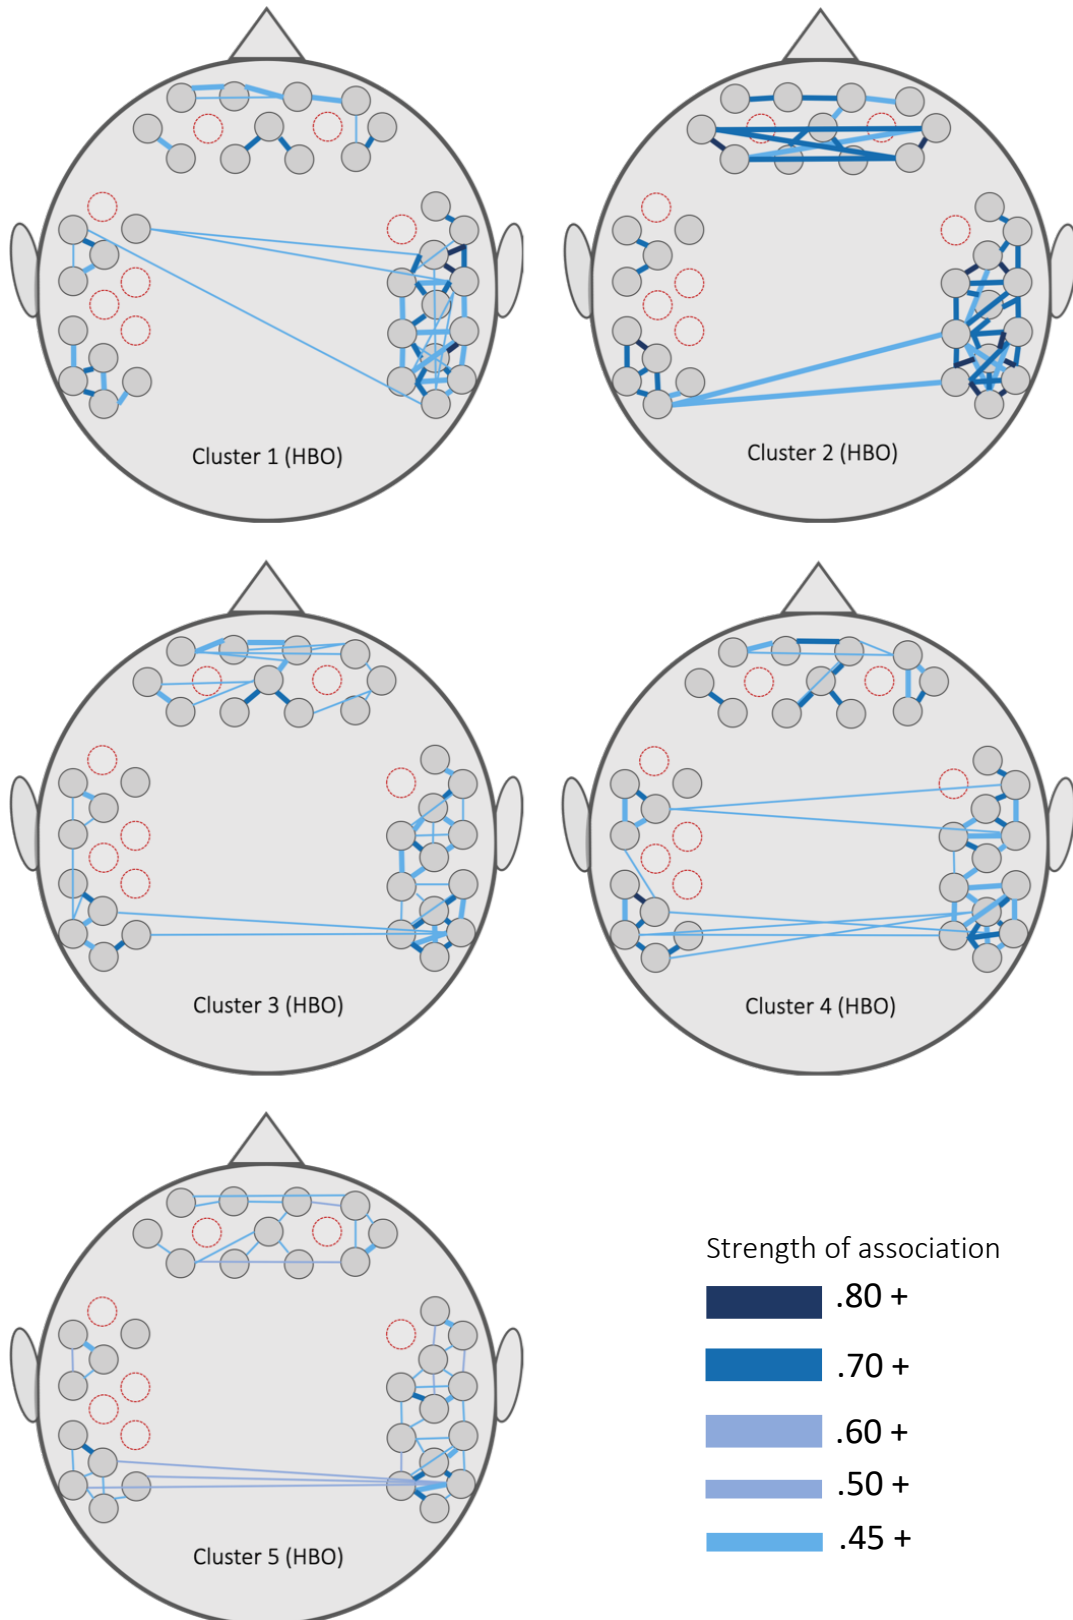 Cluster 1 (HBO)
Cluster 2 (HBO)
Cluster 3 (HBO)
Cluster 4 (HBO)
Cluster 5 (HBO)
Strength of association
.80 +
.70 +
.60 +
.50 +
.45 +